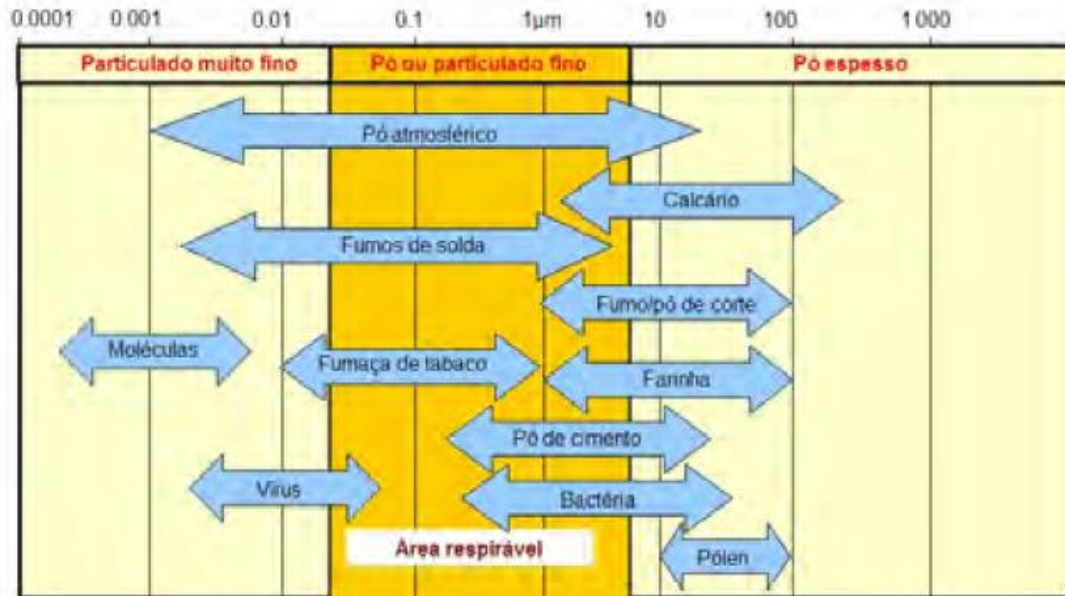 0.0001 0.001 0.01 0.1 1µm 10 100 1 000
Particulado muito fino Pó ou particulado fino Pó espesso
Pó atmosférico
Calcário
Fumos de solda
Fumo/pó de corte
Moléculas
Fumaça de tabaco
Farinha
Pó de cimento
Vírus
Bactéria
Área respirável
Pólen